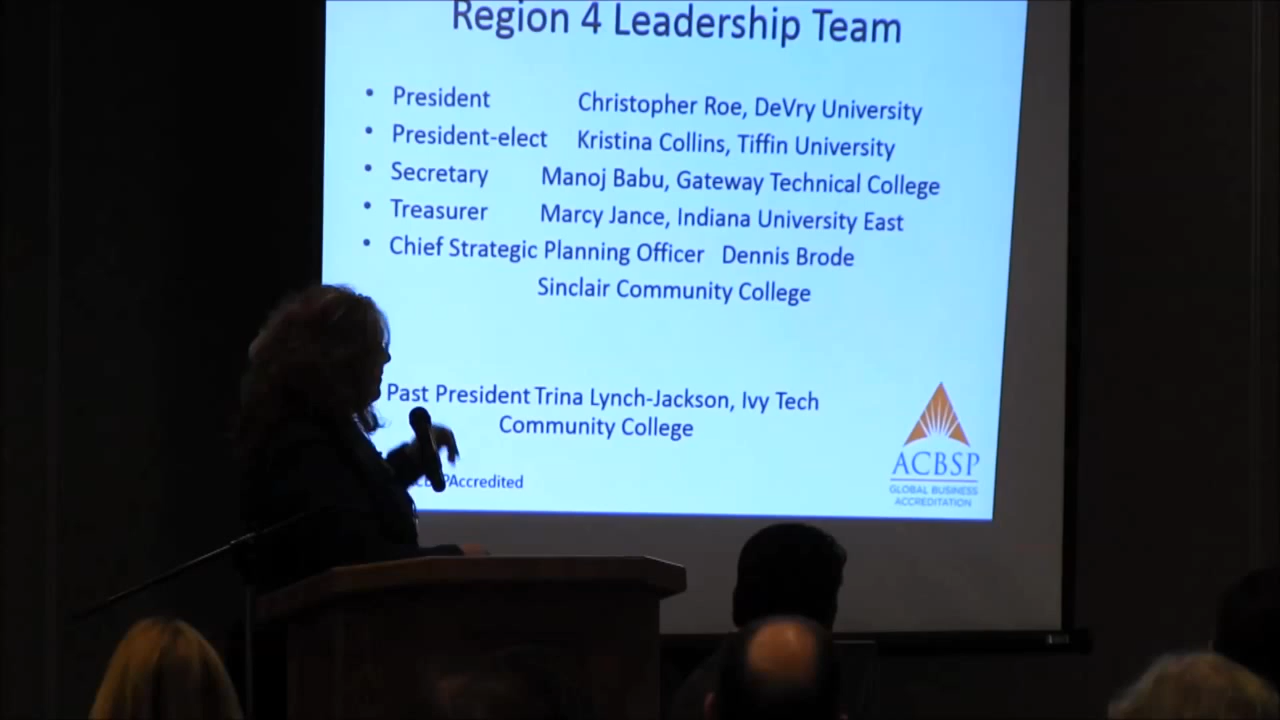 Region 4 Leadership Team
• President Christopher Roe, DeVry University
• President-elect Kristina Collins, Tiffin University
• Secretary Manoj Babu, Gateway Technical College
• Treasurer Marcy Jance, Indiana University East
• Chief Strategic Planning Officer Dennis Brode
Sinclair Community College
Past President Trina Lynch-Jackson, Ivy Tech
Community College
Accredited
ACBSP
GLOBAL BUSINESS
ACCREDITATION